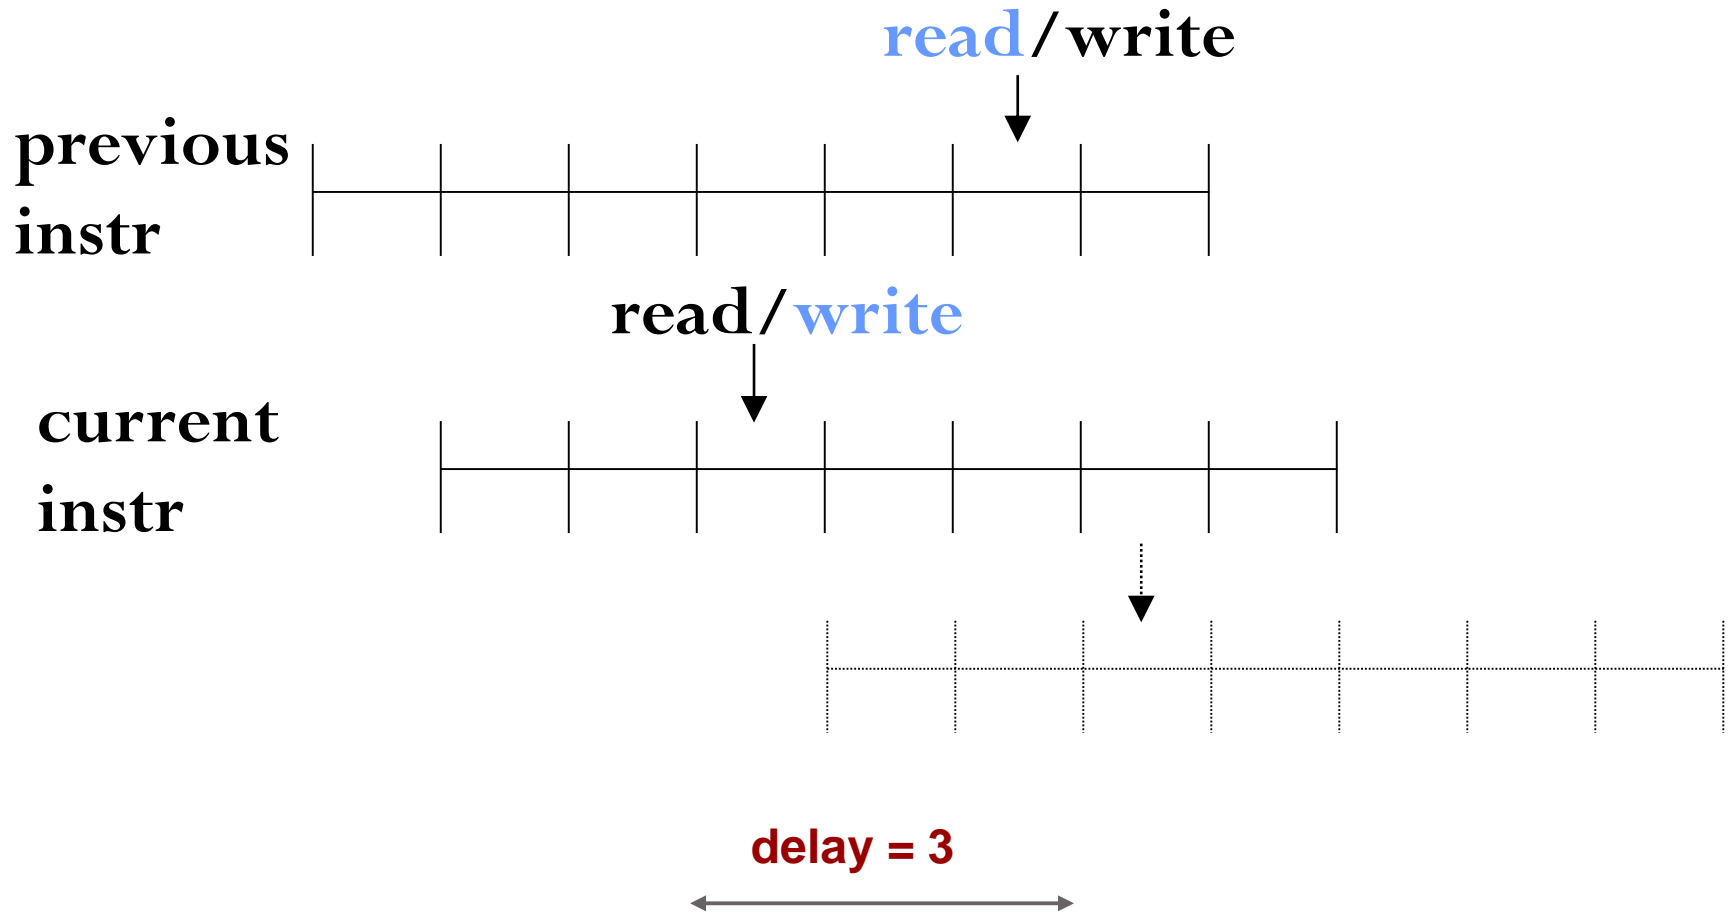 read/write
previous
instr
read/write
current
instr
delay = 3